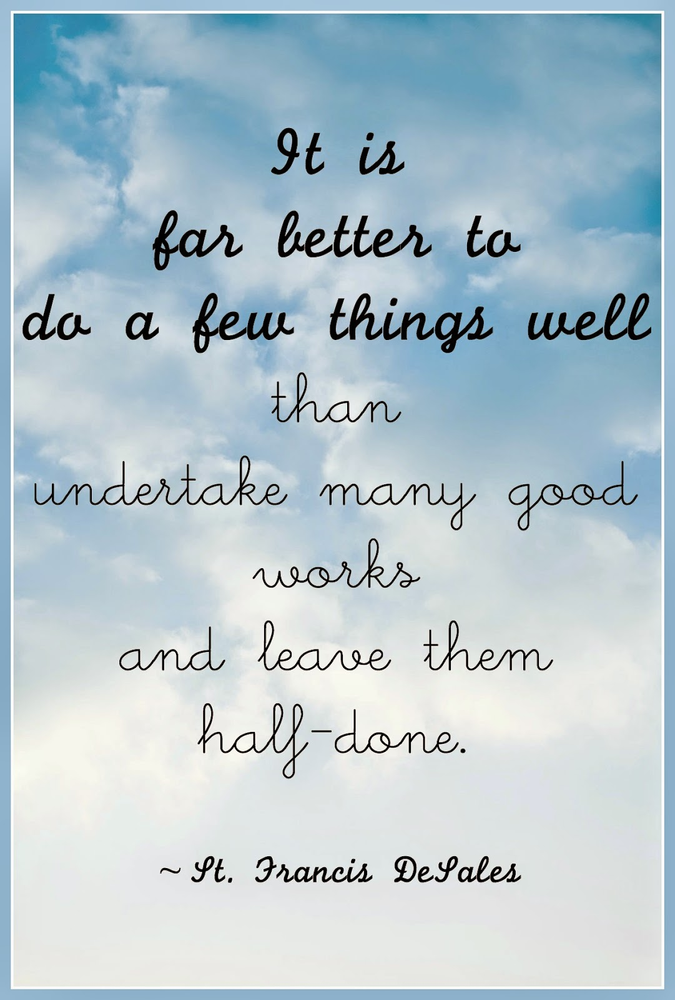 It is
far better to
do a few things well
than
undertake many good
works
and leave them
half-done.
~ St. Francis DeSales